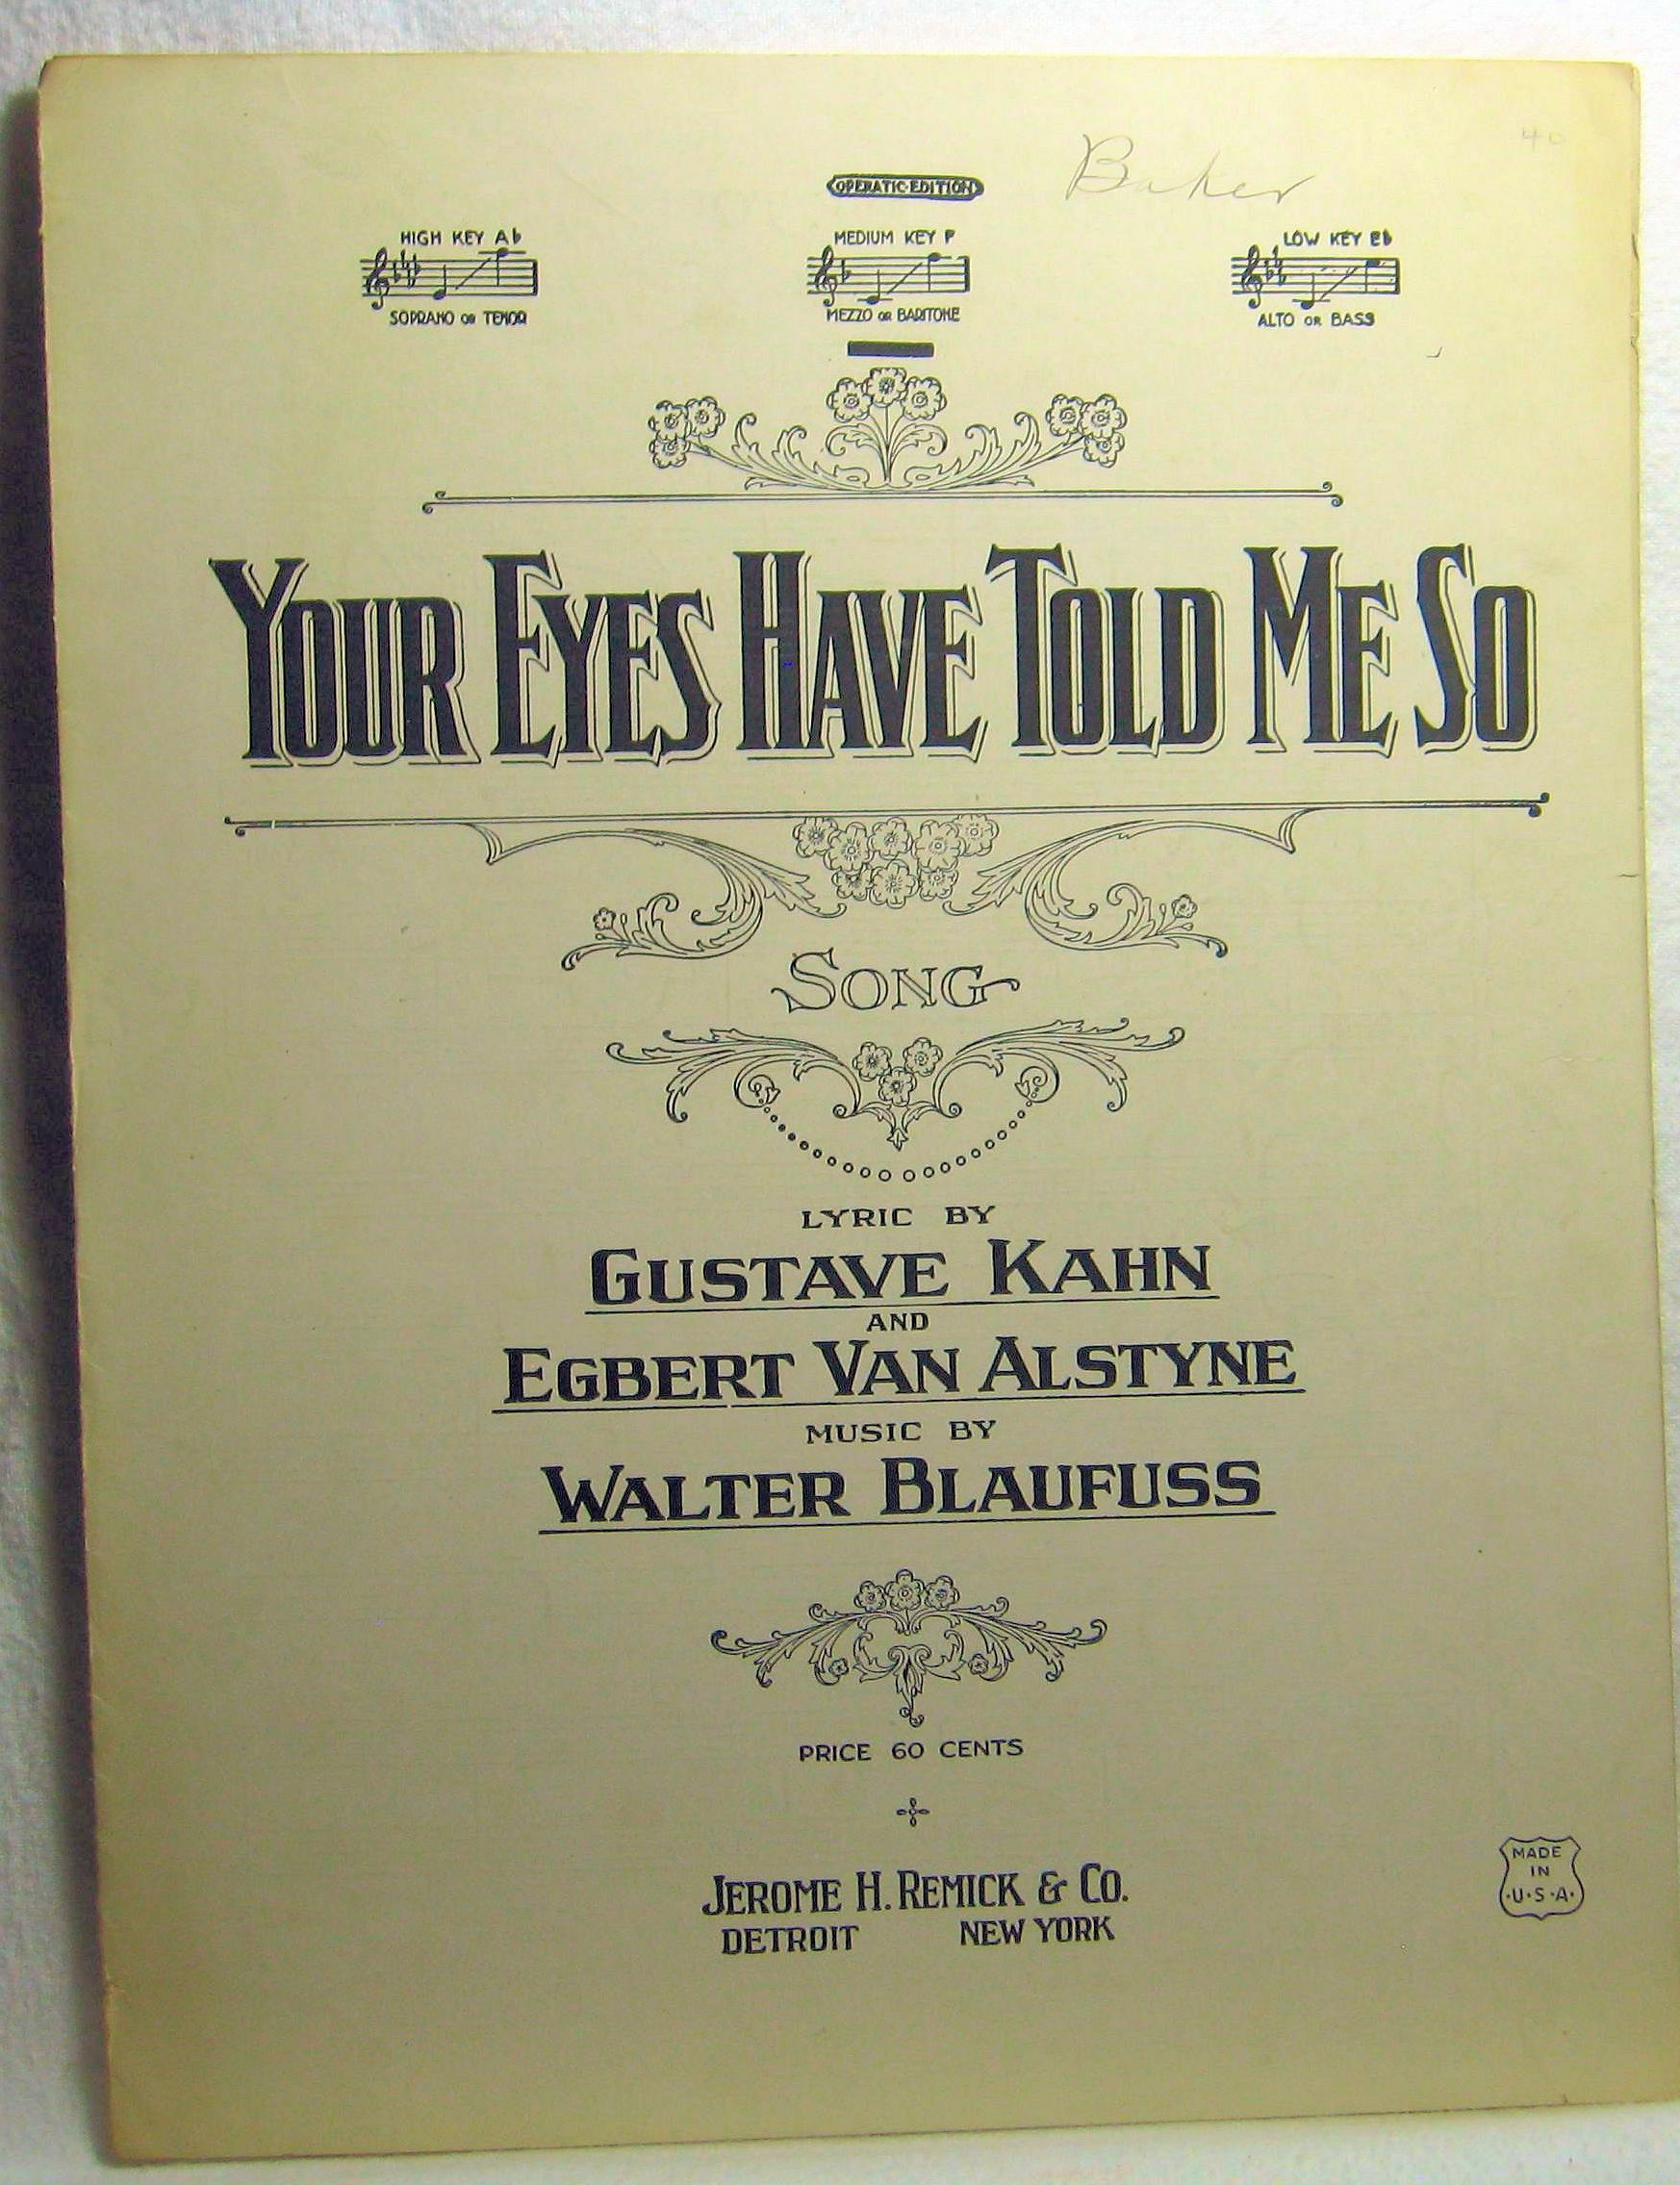 Baker
40
OPERATIC·EDITION
HIGH KEY A♭
MEDIUM KEY F
LOW KEY E♭
SOPRANO OR TENOR
MEZZO OR BARITONE
ALTO OR BASS
YOUR EYES HAVE TOLD ME SO
SONG
LYRIC BY
GUSTAVE KAHN
AND
EGBERT VAN ALSTYNE
MUSIC BY
WALTER BLAUFUSS
PRICE 60 CENTS
JEROME H. REMICK & CO.
DETROIT NEW YORK
MADE
IN
·U·S·A·